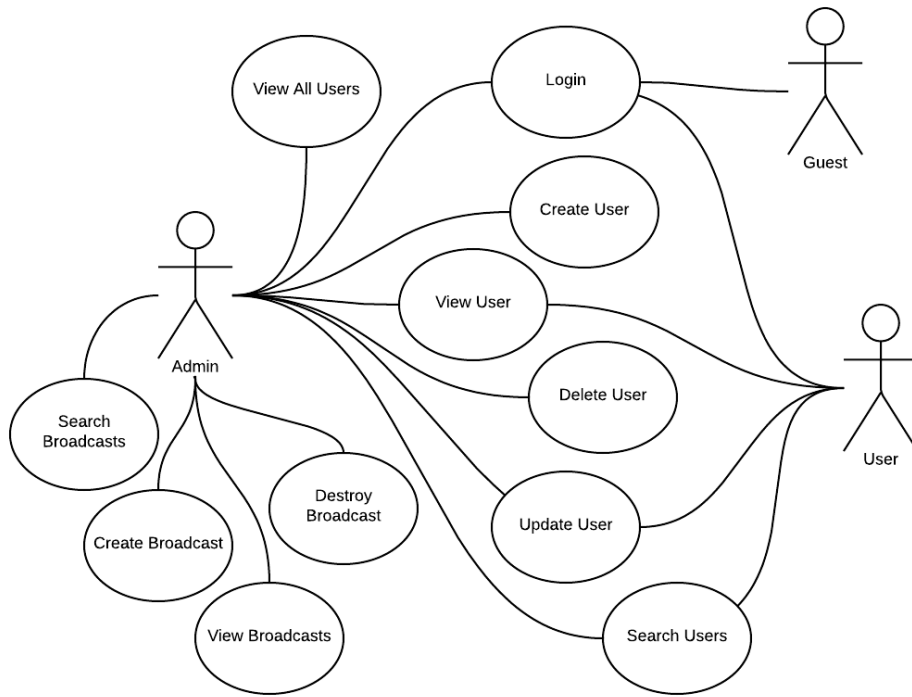 View All Users
Login
Guest
Create User
View User
Admin
Delete User
Search
Broadcasts
User
Destroy
Broadcast
Update User
Create Broadcast
View Broadcasts
Search Users